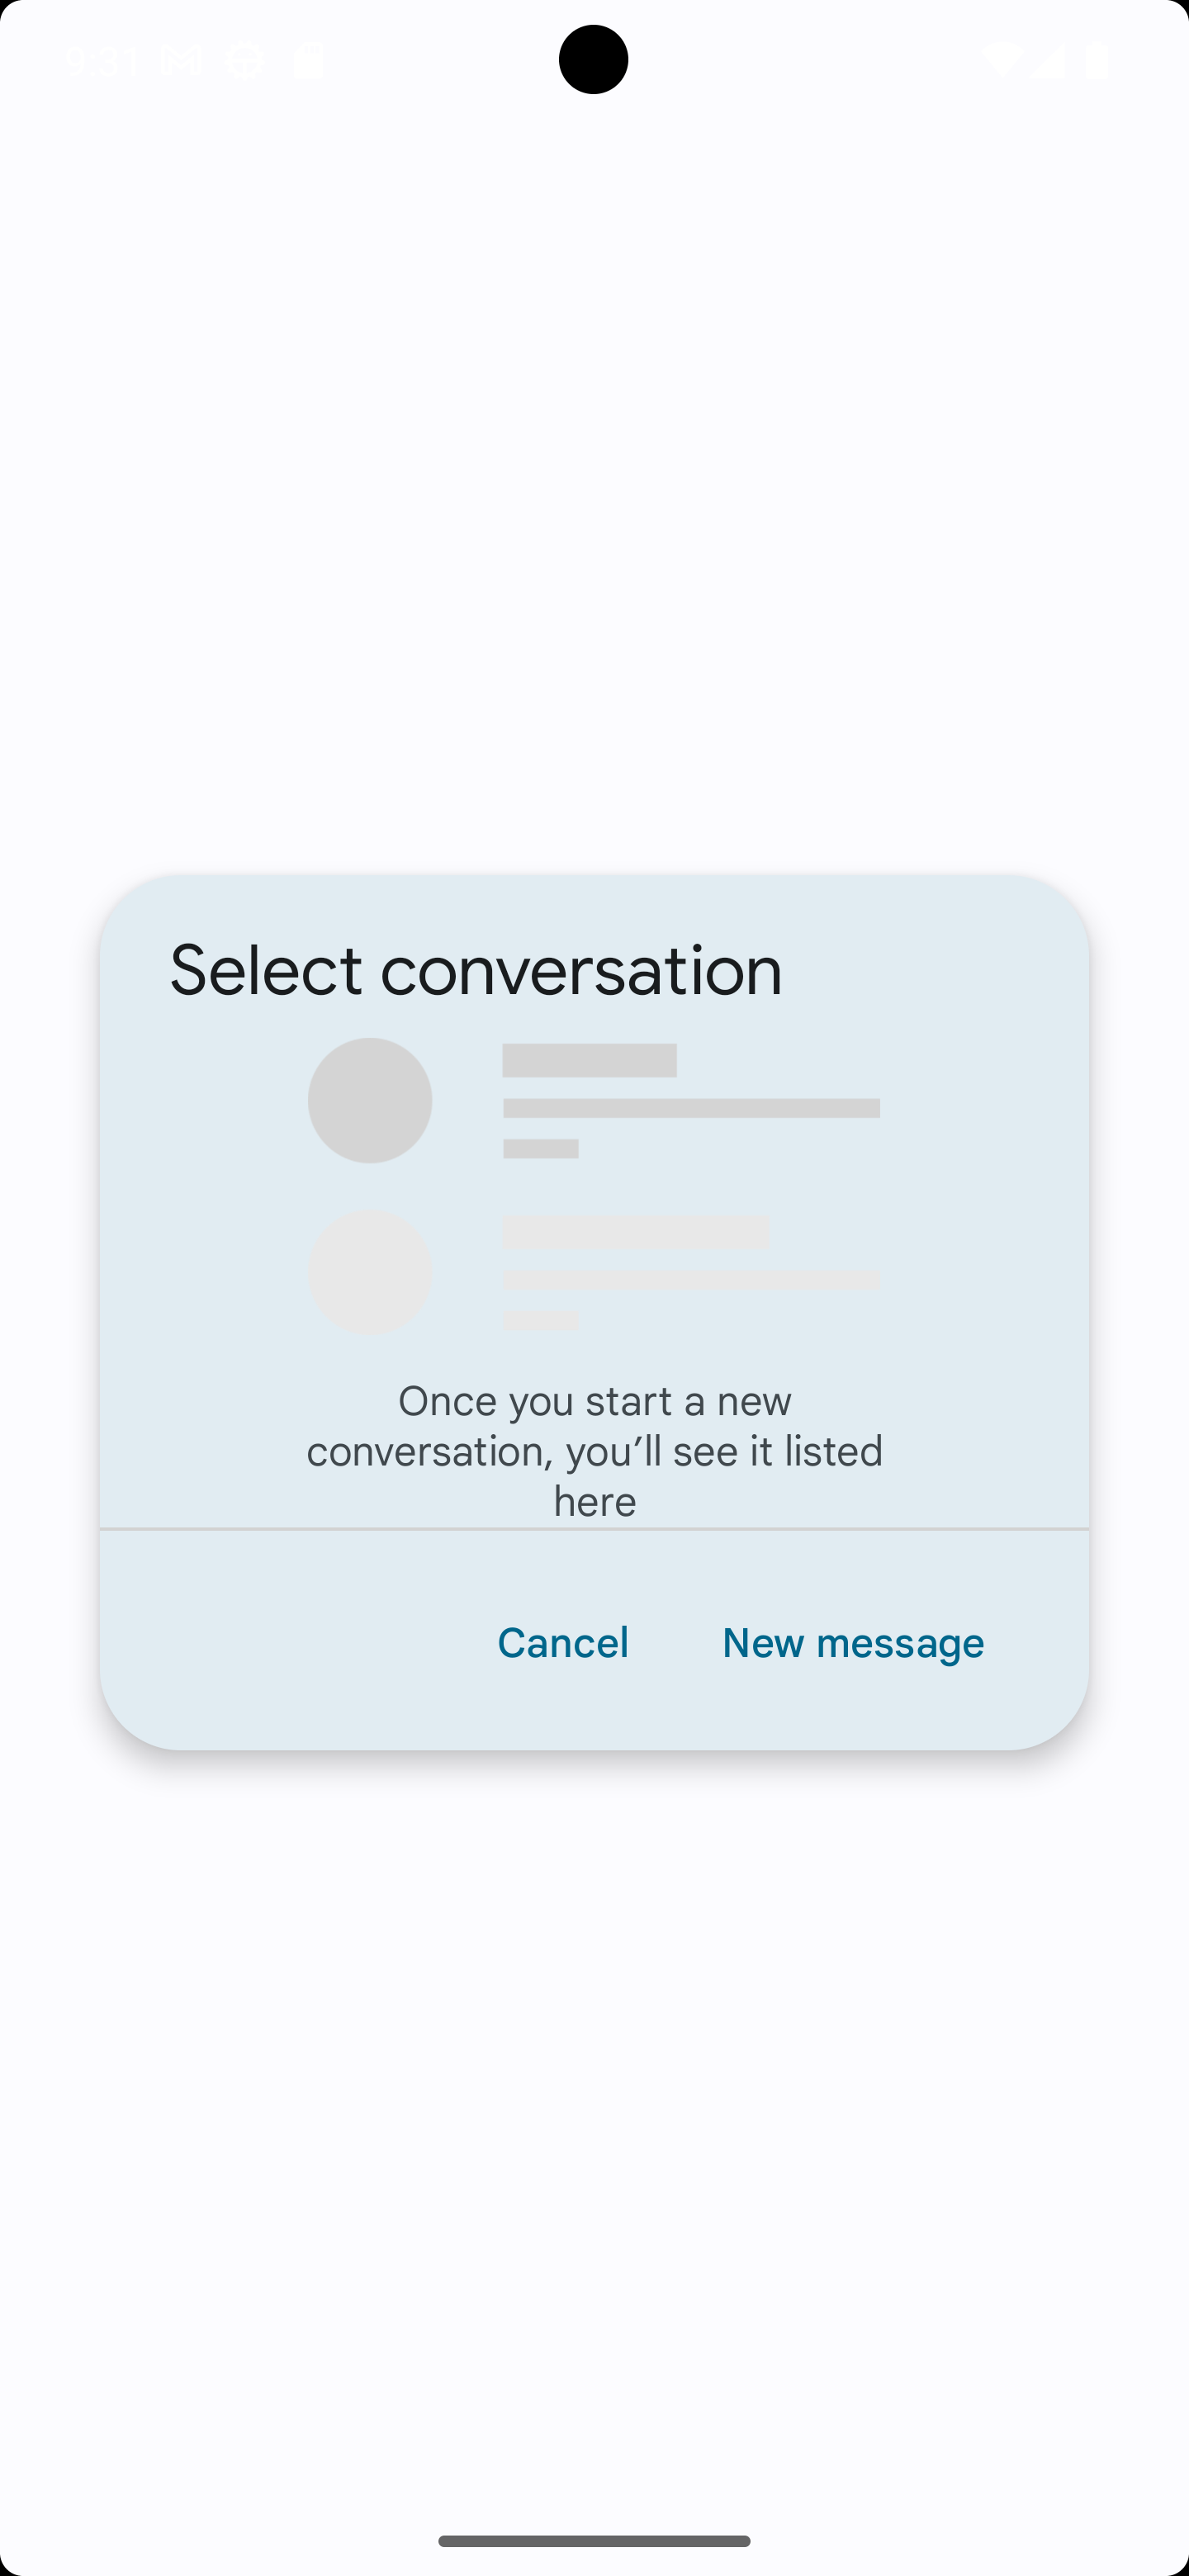 9:31
Select conversation
Once you start a new
conversation, you’ll see it listed
here
Cancel
New message